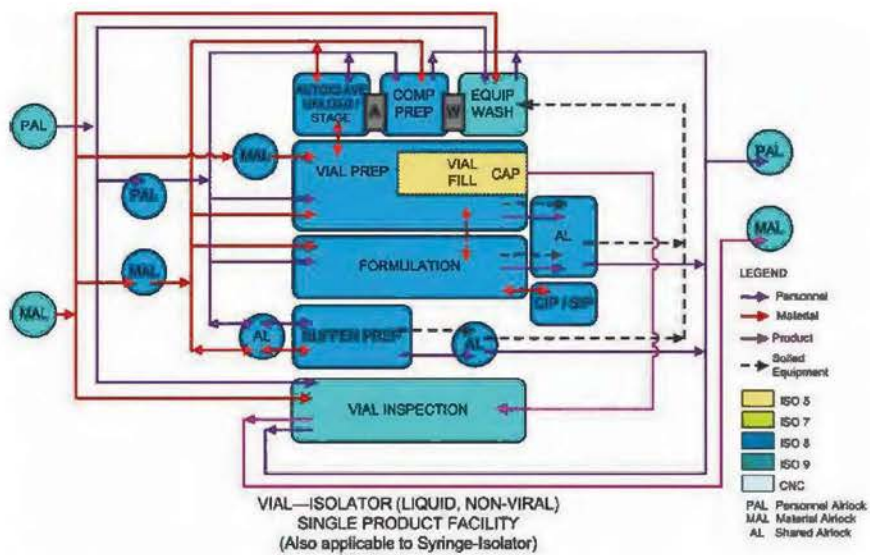 AUTOCLAVE
UNLOAD /
STAGE
A
COMP
PREP
W
EQUIP
WASH
PAL
MAL
PAL
VIAL PREP
VIAL
FILL
CAP
PAL
MAL
AL
MAL
FORMULATION
MAL
CIP / SIP
AL
BUFFER PREP
AL
VIAL INSPECTION
LEGEND
Personnel
Material
Product
Soiled
Equipment
ISO 5
ISO 7
ISO 8
ISO 9
CNC
PAL Personnel Airlock
MAL Material Airlock
AL Shared Airlock
VIAL—ISOLATOR (LIQUID, NON-VIRAL)
SINGLE PRODUCT FACILITY
(Also applicable to Syringe-Isolator)